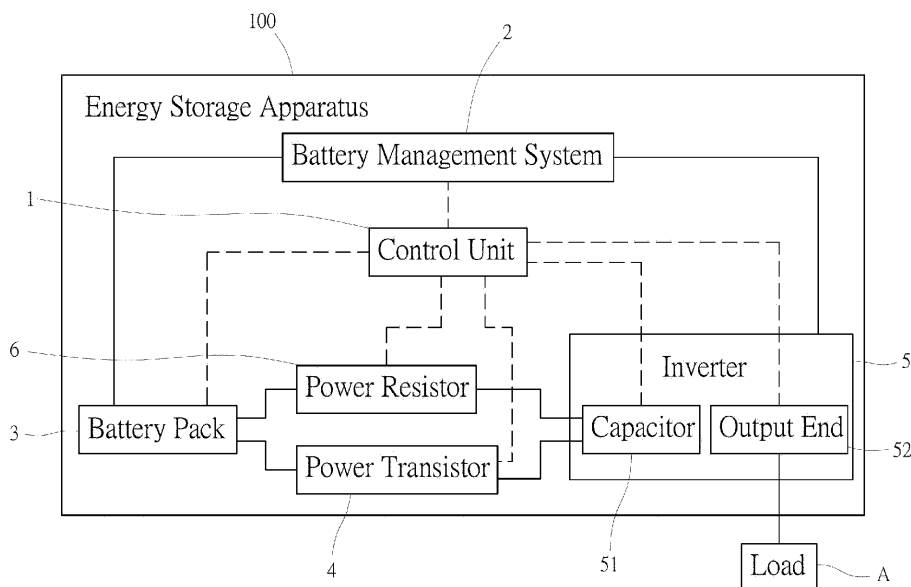 100
2
Energy Storage Apparatus
Battery Management System
1
Control Unit
6
5
Inverter
Power Resistor
3
Battery Pack
Capacitor
Output End
52
Power Transistor
4
51
Load
A